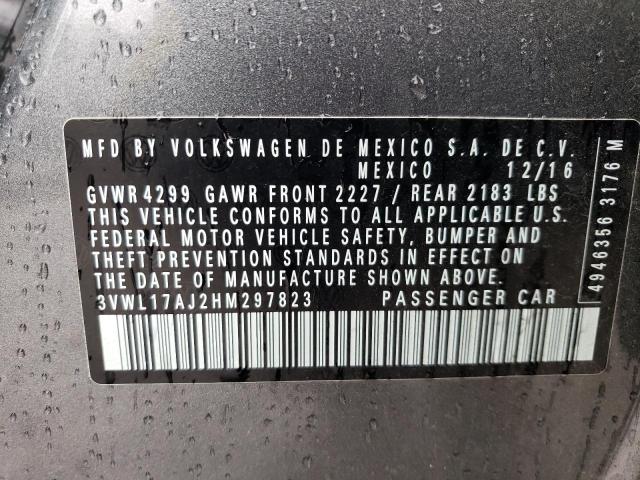 MFD BY VOLKSWAGEN DE MEXICO S.A. DE C.V.
MEXICO 12/16
GVWR 4299 GAWR FRONT 2227 / REAR 2183 LBS
THIS VEHICLE CONFORMS TO ALL APPLICABLE U.S.
FEDERAL MOTOR VEHICLE SAFETY, BUMPER AND
THEFT PREVENTION STANDARDS IN EFFECT ON
THE DATE OF MANUFACTURE SHOWN ABOVE.
3VWL17AJ2HM297823 PASSENGER CAR
4946356 3176 M